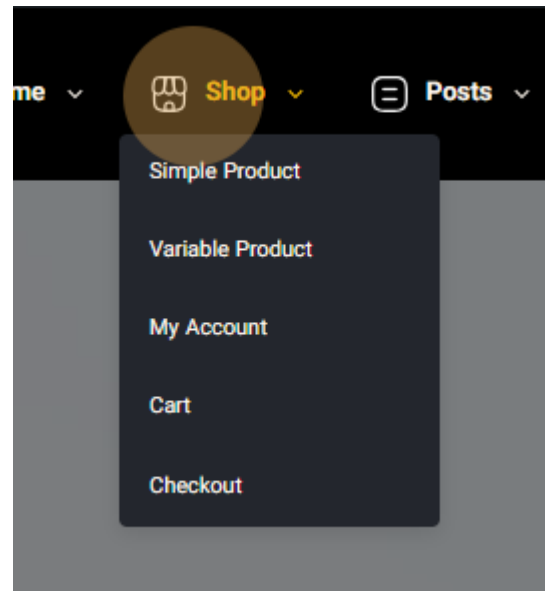 me Shop Posts
Simple Product
Variable Product
My Account
Cart
Checkout